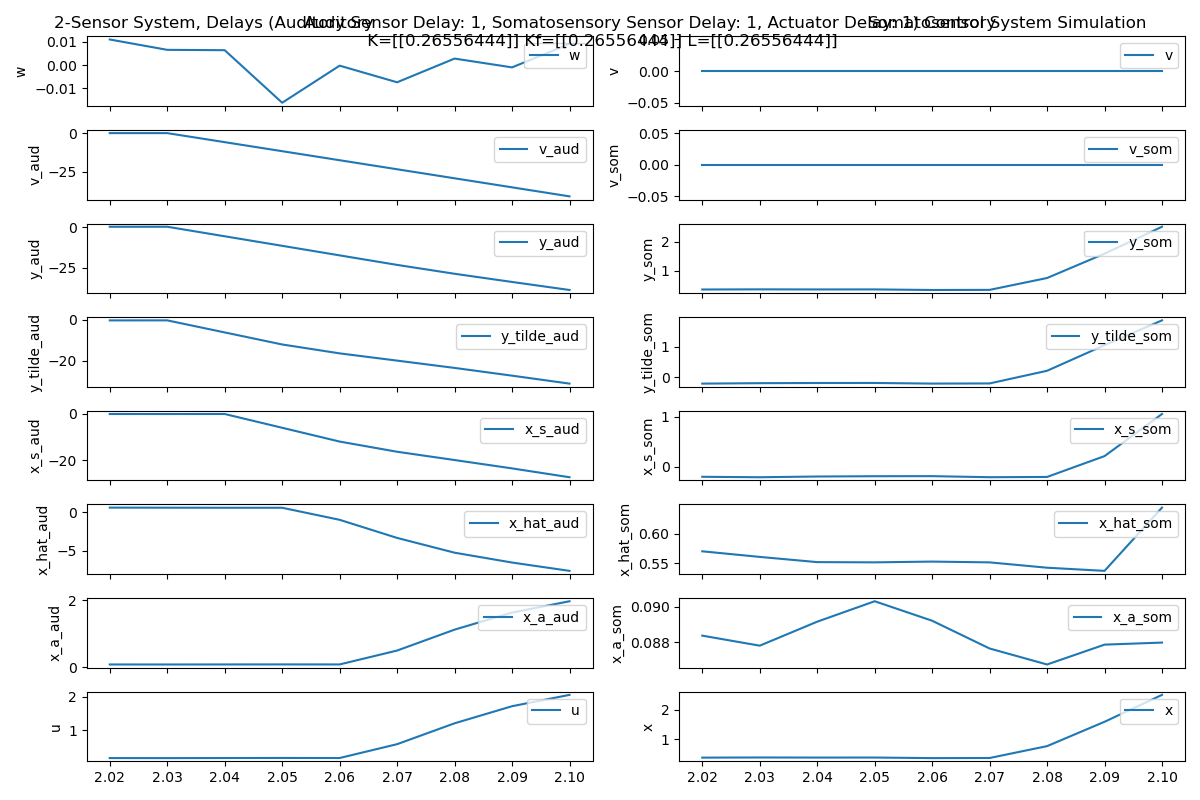 2-Sensor System, Delays (Auditory Sensor Delay: 1, Somatosensory Sensor Delay: 1, Actuator Delay: 1) Control System Simulation
Auditory
Somatosensory
K=[[0.26556444]] Kf=[[0.26556444]] L=[[0.26556444]]
0.01
0.00
−0.01
w
w
0.05
0.00
−0.05
v
v
0
−25
v_aud
v_aud
0.05
0.00
−0.05
v_som
v_som
0
−25
y_aud
y_aud
2
1
y_som
y_som
0
−20
y_tilde_aud
y_tilde_aud
1
0
y_tilde_som
y_tilde_som
0
−20
x_s_aud
x_s_aud
1
0
x_s_som
x_s_som
0
−5
x_hat_aud
x_hat_aud
0.60
0.55
x_hat_som
x_hat_som
2
0
x_a_aud
x_a_aud
0.090
0.088
x_a_som
x_a_som
2
1
u
u
2
1
x
x
2.02 2.03 2.04 2.05 2.06 2.07 2.08 2.09 2.10
2.02 2.03 2.04 2.05 2.06 2.07 2.08 2.09 2.10